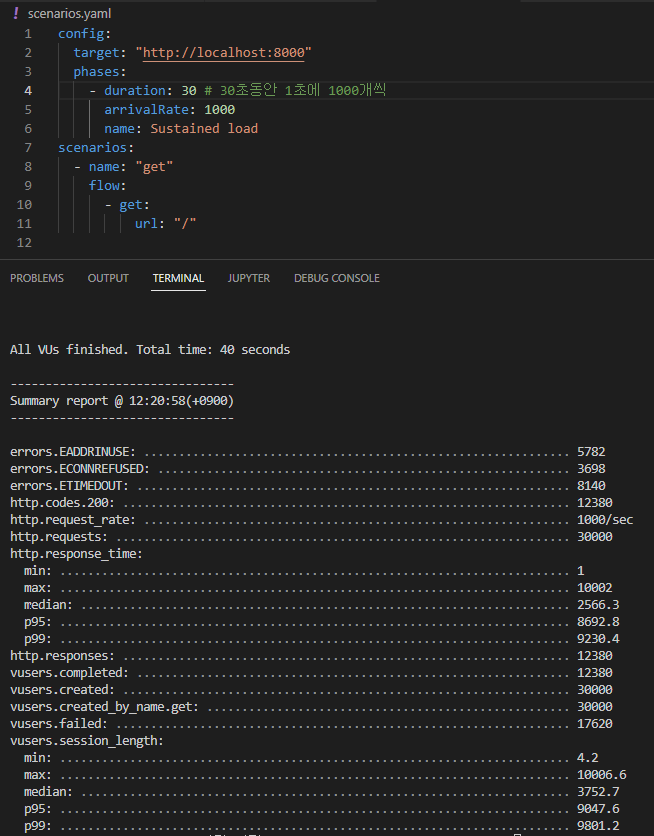 ! scenarios.yaml
1 config:
2 target: "http://localhost:8000"
3 phases:
4 - duration: 30 # 30초동안 1초에 1000개씩
5 arrivalRate: 1000
6 name: Sustained load
7 scenarios:
8 - name: "get"
9 flow:
10 - get:
11 url: "/"
12
PROBLEMS OUTPUT TERMINAL JUPYTER DEBUG CONSOLE
All VUs finished. Total time: 40 seconds
--------------------------------
Summary report @ 12:20:58(+0900)
--------------------------------
errors.EADDRINUSE: ............................................................. 5782
errors.ECONNREFUSED: ........................................................... 3698
errors.ETIMEDOUT: .............................................................. 8140
http.codes.200: ................................................................ 12380
http.request_rate: ............................................................. 1000/sec
http.requests: ................................................................. 30000
http.response_time:
min: ......................................................................... 1
max: ......................................................................... 10002
median: ...................................................................... 2566.3
p95: ......................................................................... 8692.8
p99: ......................................................................... 9230.4
http.responses: ................................................................ 12380
vusers.completed: .............................................................. 12380
vusers.created: ................................................................ 30000
vusers.created_by_name.get: .................................................... 30000
vusers.failed: ................................................................. 17620
vusers.session_length:
min: ......................................................................... 4.2
max: ......................................................................... 10006.6
median: ...................................................................... 3752.7
p95: ......................................................................... 9047.6
p99: ......................................................................... 9801.2